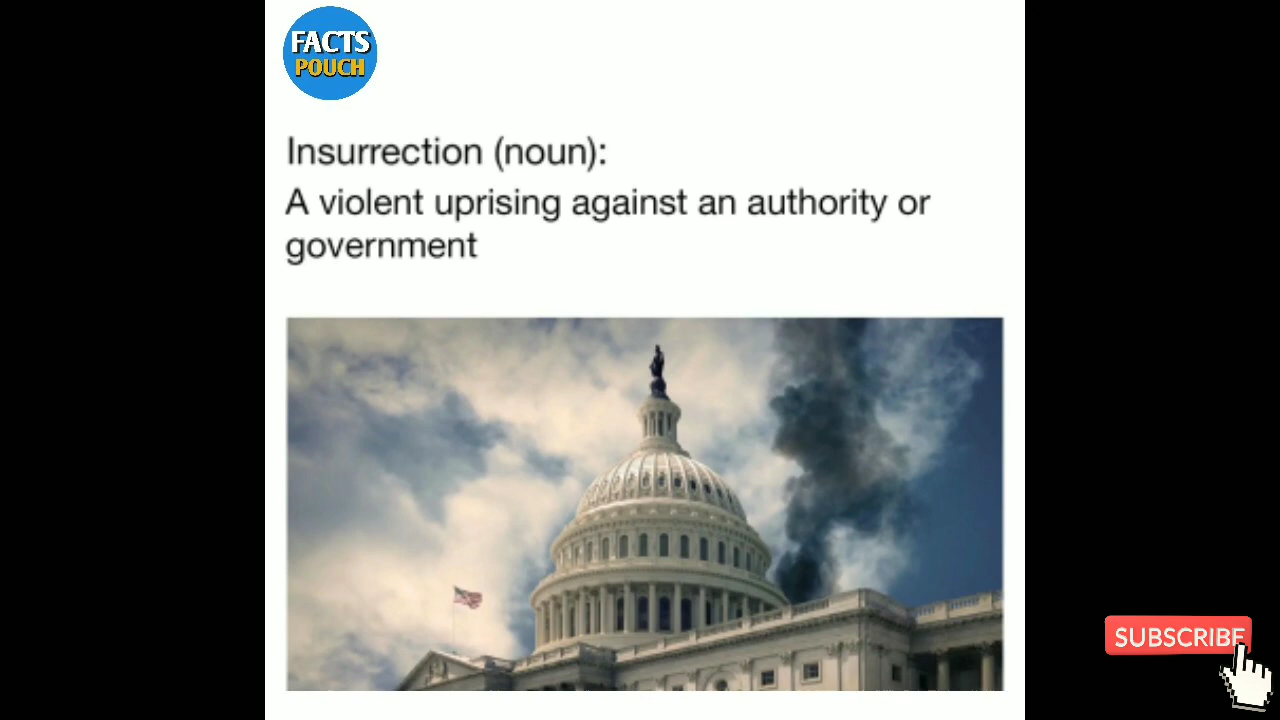 FACTS
POUCH
Insurrection (noun):
A violent uprising against an authority or
government
SUBSCRIBE